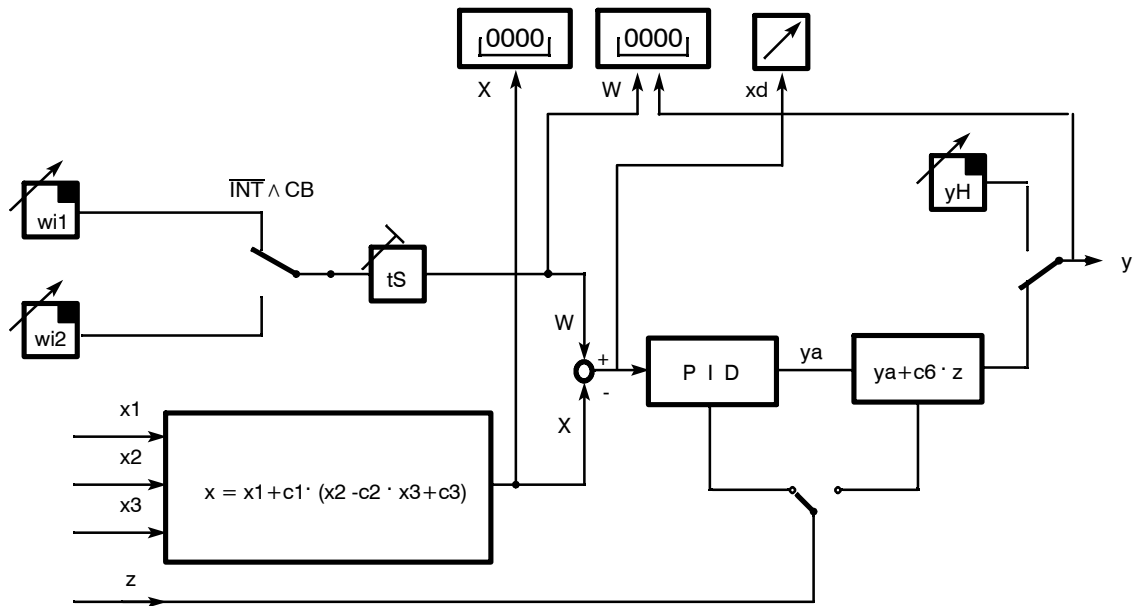 0000
0000
X
W
xd
wi1
INT ∧ CB
yH
tS
y
wi2
W
+
-
P I D
ya
ya+c6 · z
X
x1
x2
x3
x = x1+c1· (x2 -c2 · x3+c3)
z